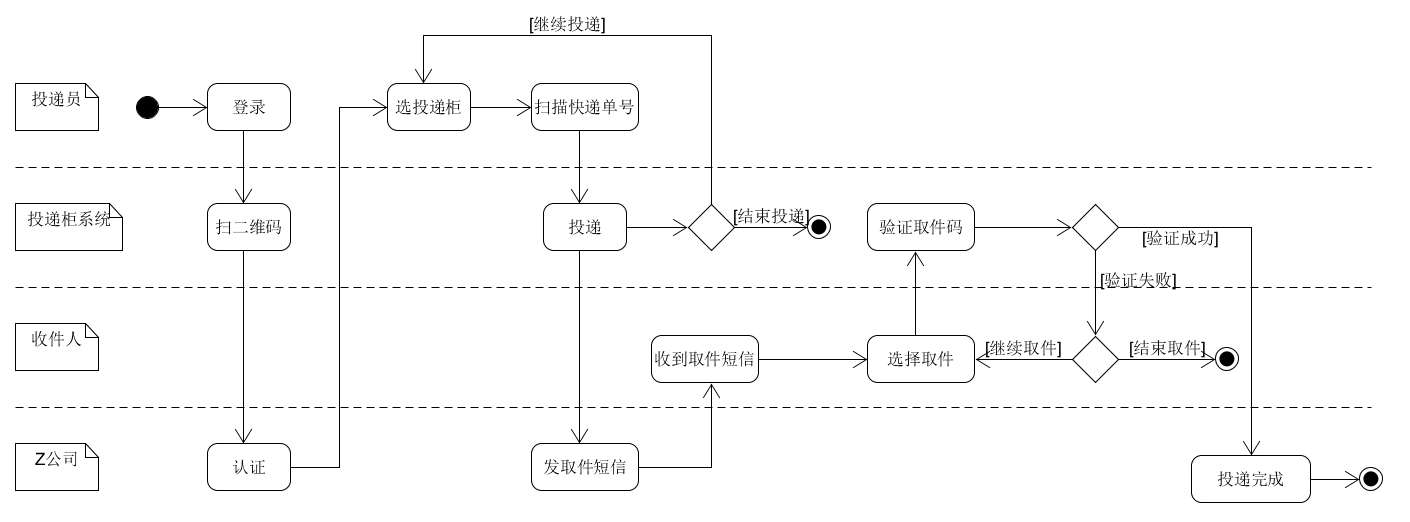 [继续投递]
投递员
登录
选投递柜
扫描快递单号
投递柜系统
扫二维码
投递
[结束投递]
验证取件码
[验证成功]
[验证失败]
收件人
收到取件短信
选择取件
[继续取件]
[结束取件]
Z公司
认证
发取件短信
投递完成